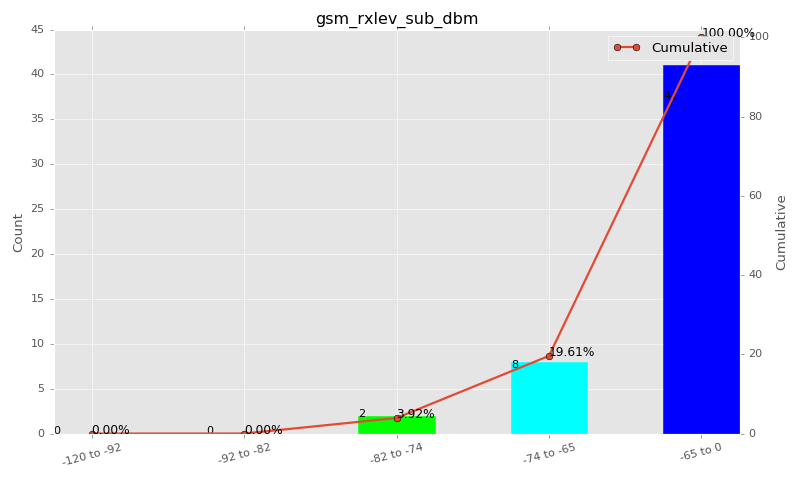 gsm_rxlev_sub_dbm
Cumulative
45
40
35
30
25
20
15
10
5
0
Count
100
80
60
40
20
0
Cumulative
0
0.00%
0
0.00%
2
3.92%
8
19.61%
100.00%
-120 to -92
-92 to -82
-82 to -74
-74 to -65
-65 to 0